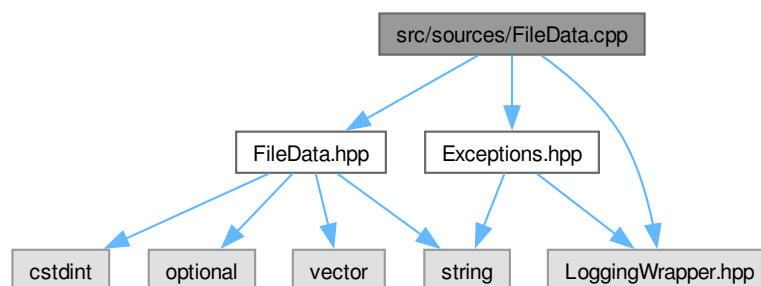 src/sources/FileData.cpp
FileData.hpp
Exceptions.hpp
cstdint
optional
vector
string
LoggingWrapper.hpp